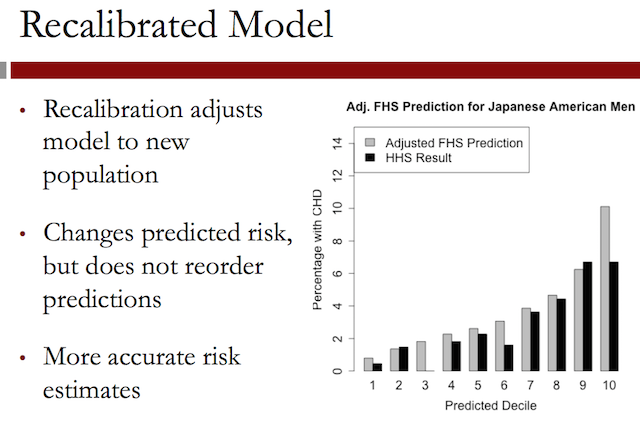 Recalibrated Model
• Recalibration adjusts
model to new
population
• Changes predicted risk,
but does not reorder
predictions
• More accurate risk
estimates
Adj. FHS Prediction for Japanese American Men
Adjusted FHS Prediction
HHS Result
Percentage with CHD
14
12
10
8
6
4
2
0
1 2 3 4 5 6 7 8 9 10
Predicted Decile